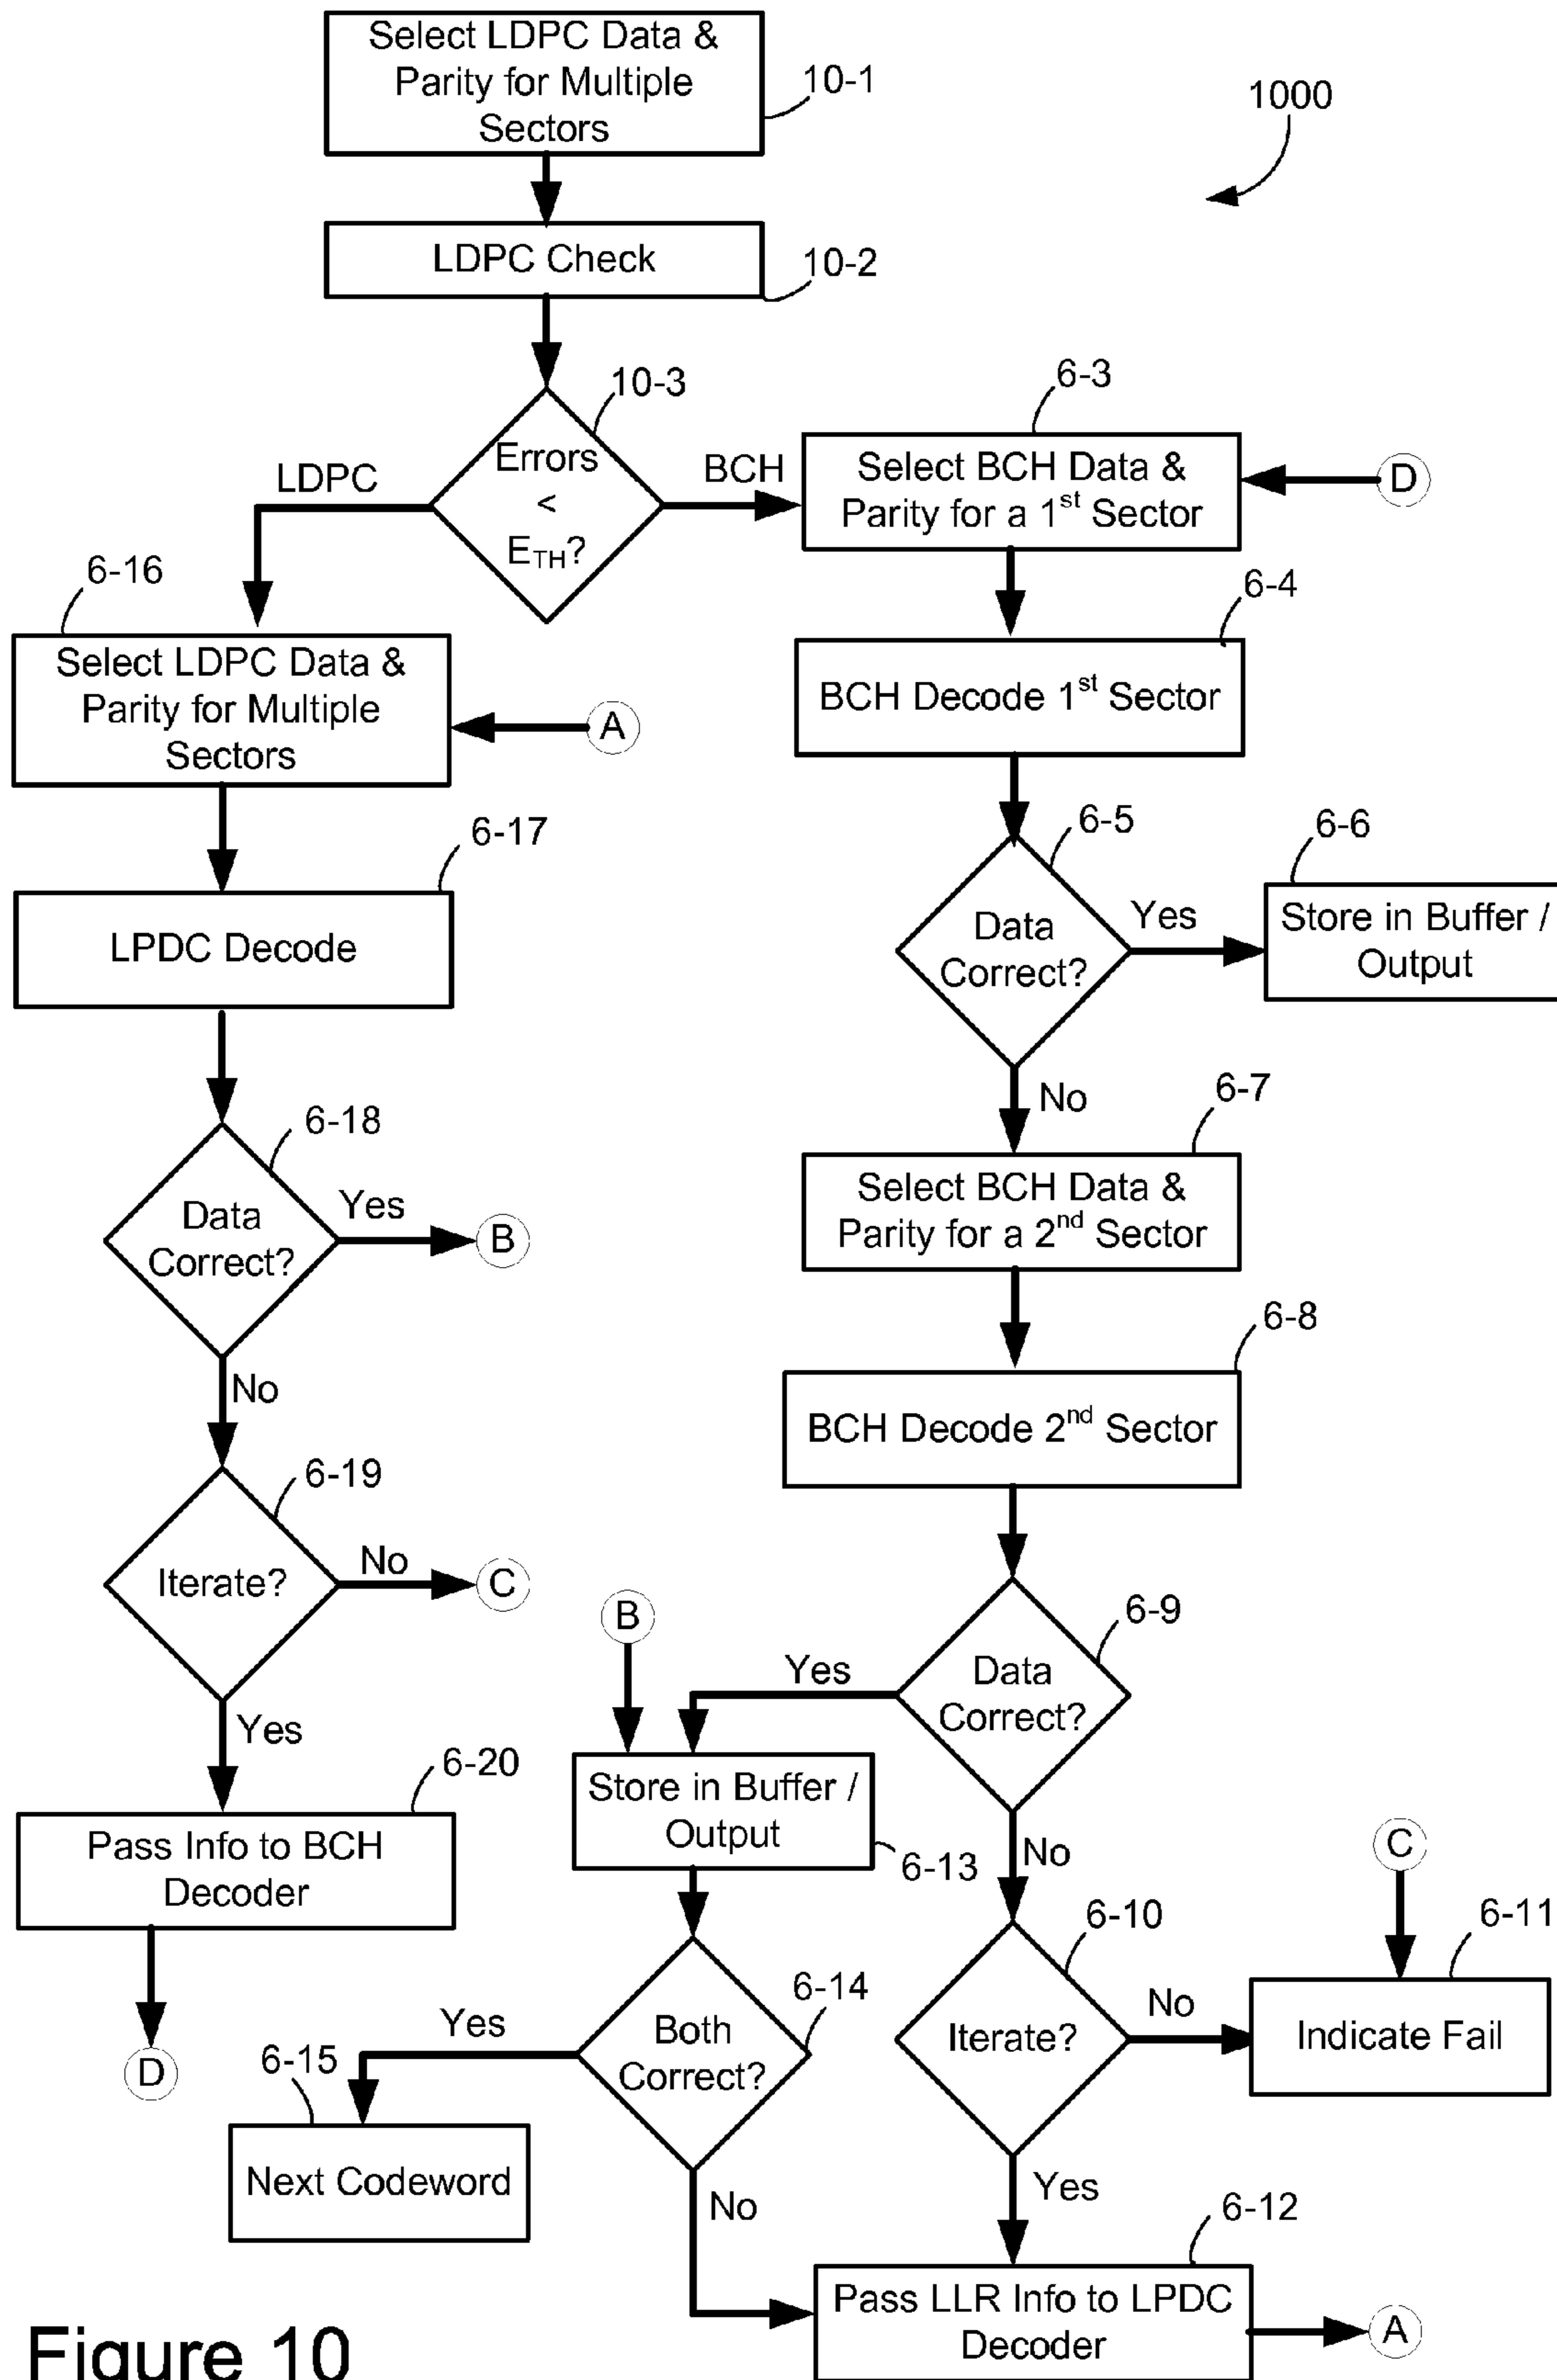 Select LDPC Data &
Parity for Multiple
Sectors
10-1
1000
LDPC Check
10-2
10-3
Errors
<
ETH?
LDPC
BCH
6-3
Select BCH Data &
Parity for a 1st Sector
D
6-16
Select LDPC Data &
Parity for Multiple
Sectors
A
6-4
BCH Decode 1st Sector
6-17
LPDC Decode
6-5
Data
Correct?
Yes
6-6
Store in Buffer /
Output
No
6-18
Data
Correct?
Yes
B
No
6-7
Select BCH Data &
Parity for a 2nd Sector
6-8
BCH Decode 2nd Sector
6-19
Iterate?
No
C
Yes
6-20
Pass Info to BCH
Decoder
D
B
6-9
Data
Correct?
Yes
No
Store in Buffer /
Output
6-13
6-14
Both
Correct?
Yes
No
6-15
Next Codeword
6-10
Iterate?
No
Yes
C
6-11
Indicate Fail
6-12
Pass LLR Info to LPDC
Decoder
A
Figure 10